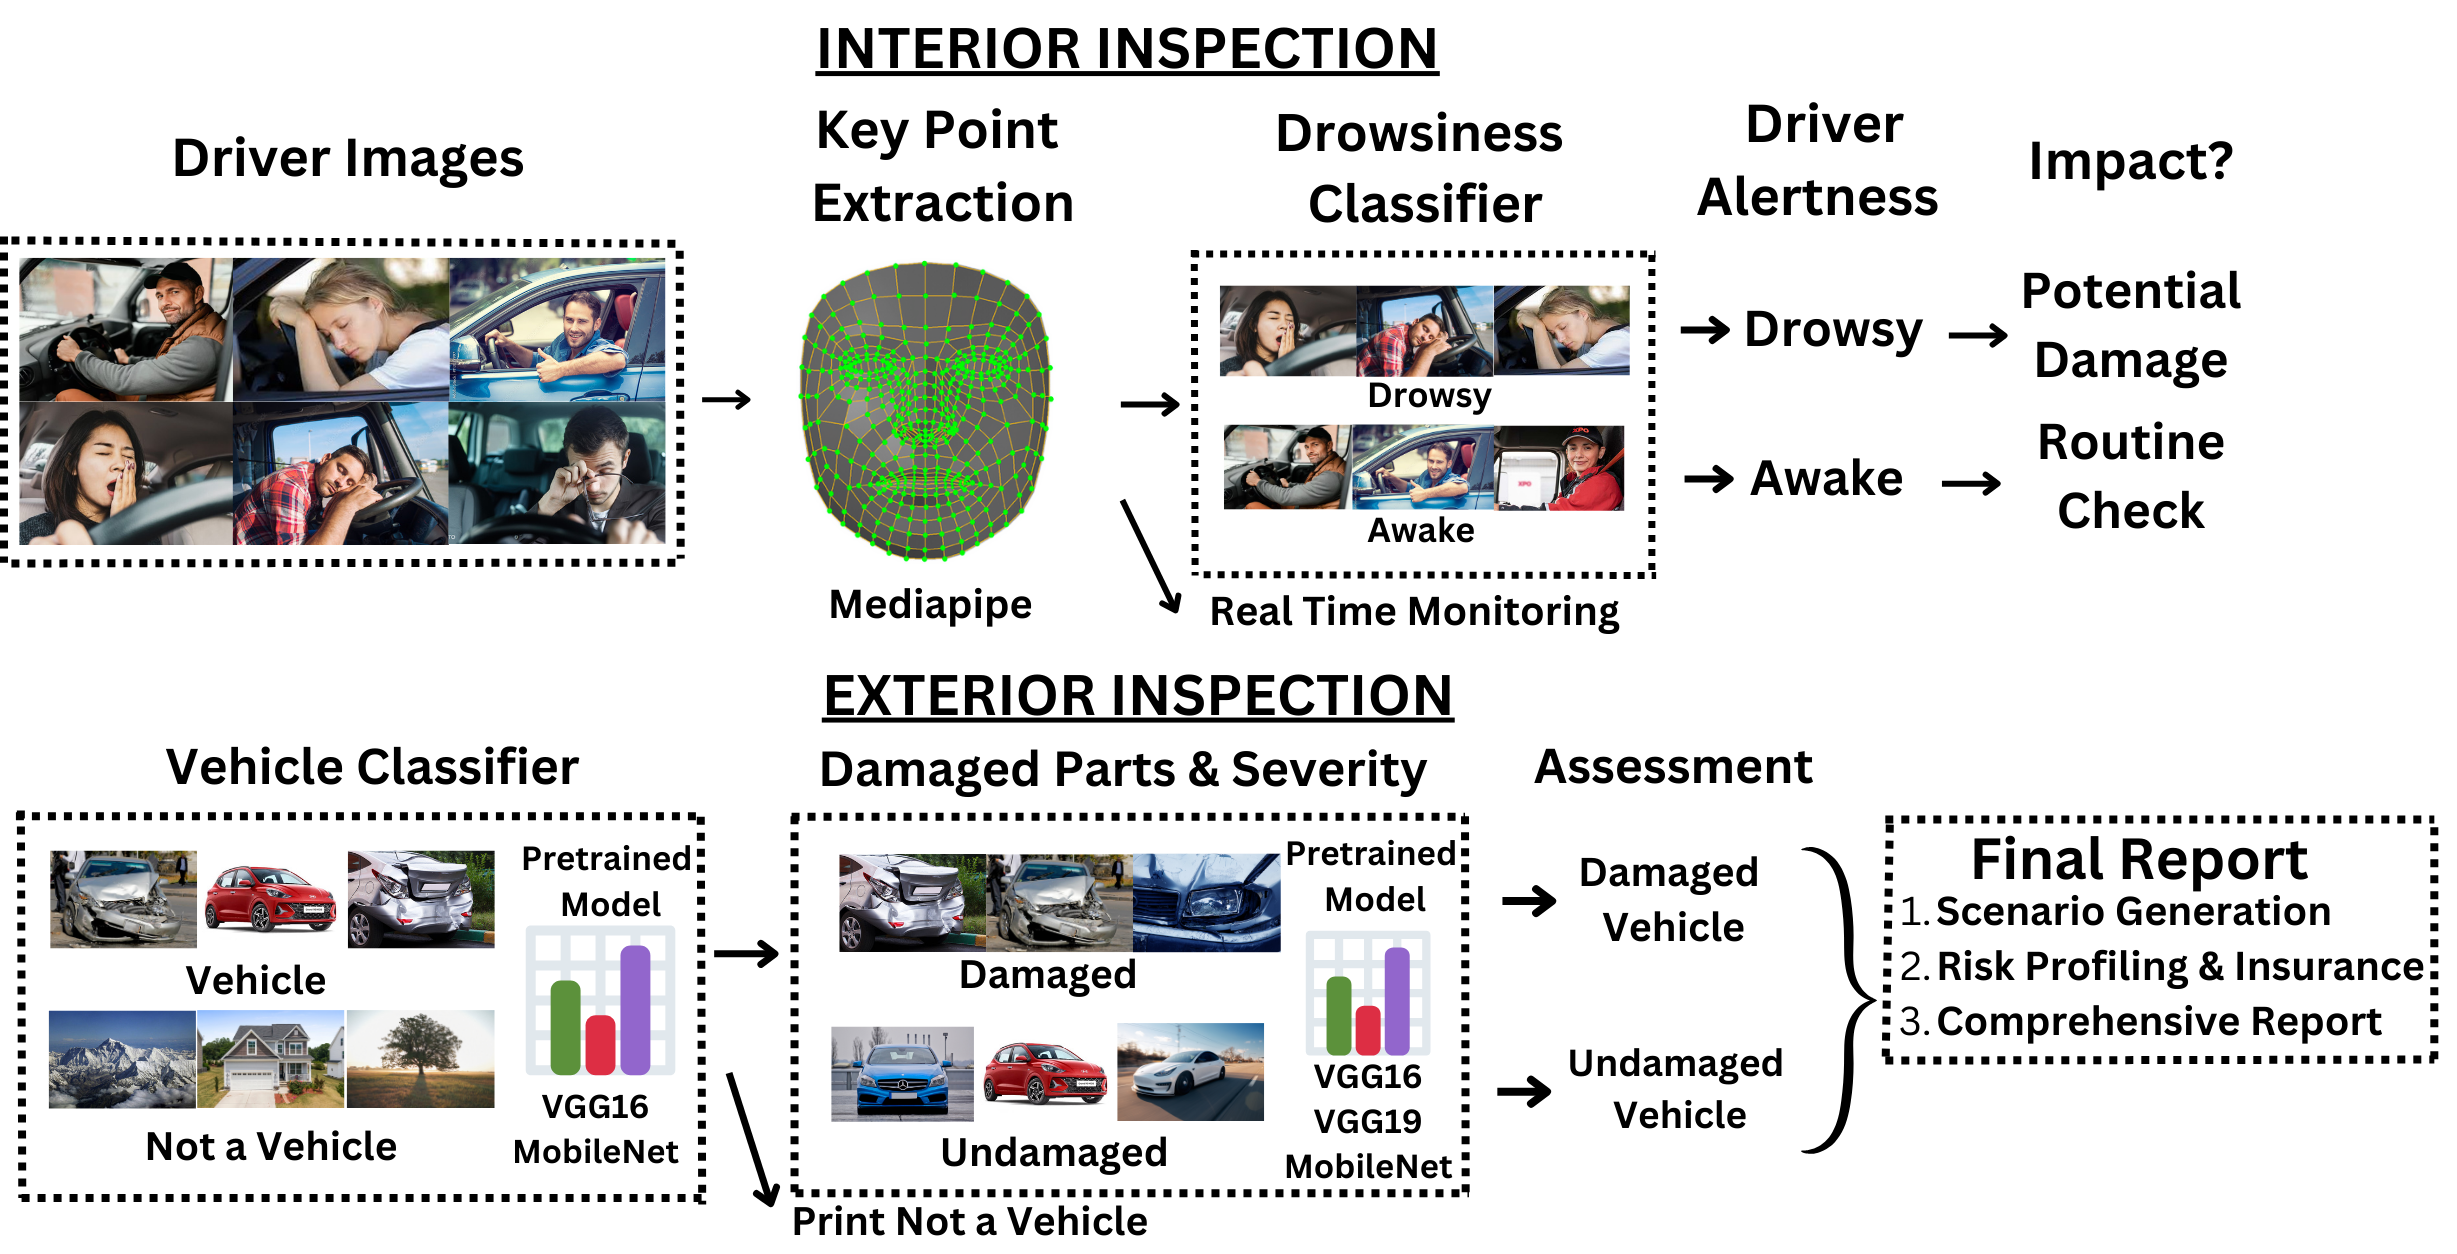 INTERIOR INSPECTION
Driver Images
Key Point
Extraction
Drowsiness
Classifier
Driver
Alertness
Impact?
Drowsy
Awake
Mediapipe
Real Time Monitoring
Drowsy
Potential
Damage
Awake
Routine
Check
XPO
XPO
EXTERIOR INSPECTION
Vehicle Classifier
Damaged Parts & Severity
Assessment
Pretrained
Model
Vehicle
Not a Vehicle
VGG16
MobileNet
Print Not a Vehicle
Pretrained
Model
Damaged
Undamaged
VGG16
VGG19
MobileNet
Damaged
Vehicle
Undamaged
Vehicle
Final Report
1. Scenario Generation
2. Risk Profiling & Insurance
3. Comprehensive Report